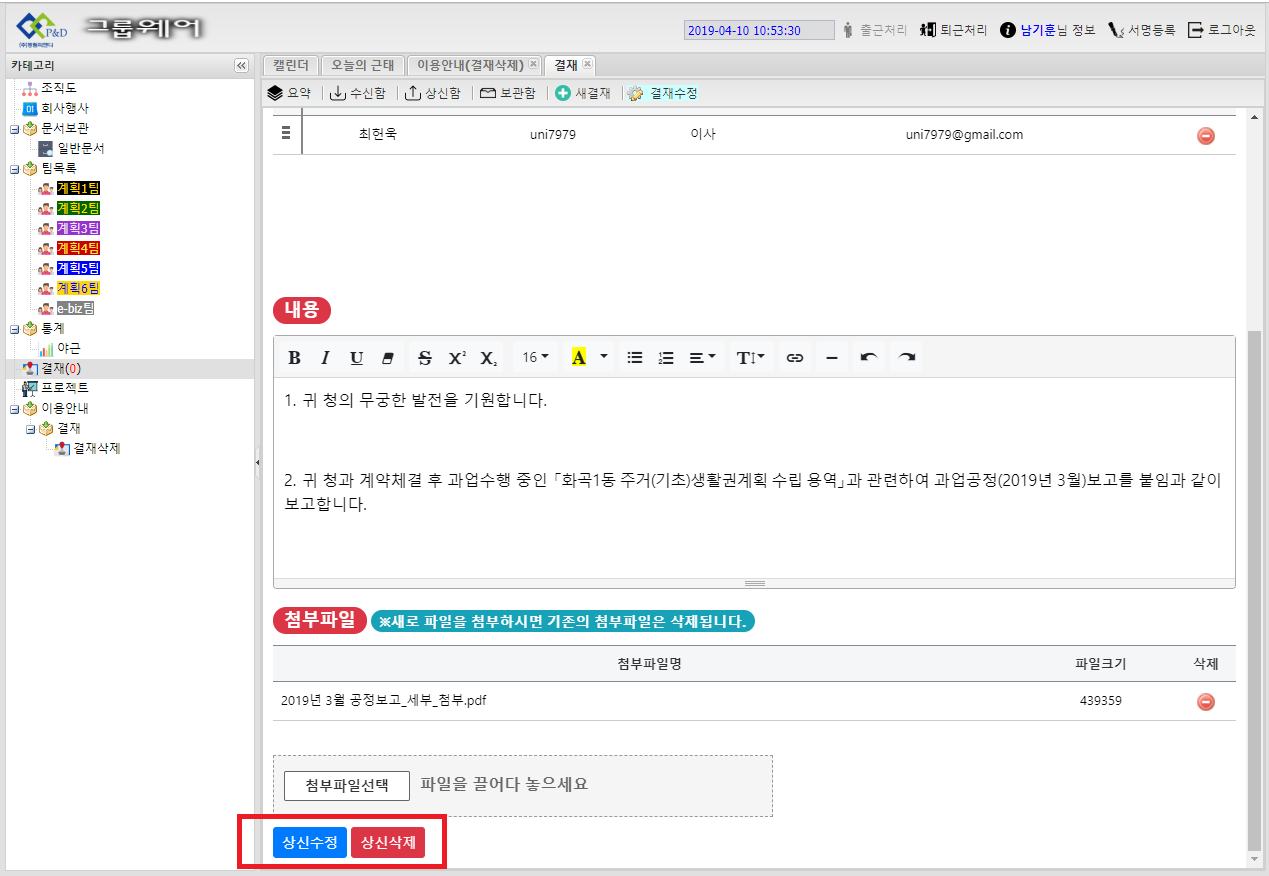 P&D
(주)동림피앤디
그룹웨어
2019-04-10 10:53:30
출근처리
퇴근처리
남기훈님 정보
서명등록
로그아웃
카테고리
조직도
01 회사행사
문서보관
일반문서
팀목록
계획1팀
계획2팀
계획3팀
계획4팀
계획5팀
계획6팀
e-biz팀
통계
야근
결재(0)
프로젝트
이용안내
결재
결재삭제
캘린더
오늘의 근태
이용안내(결재삭제)
결재
요약
수신함
상신함
보관함
새결재
결재수정
최헌욱 uni7979 이사 uni7979@gmail.com
내용
B I U S X² X₂ 16 A T
1. 귀 청의 무궁한 발전을 기원합니다.
2. 귀 청과 계약체결 후 과업수행 중인 「화곡1동 주거(기초)생활권계획 수립 용역」과 관련하여 과업공정(2019년 3월)보고를 붙임과 같이
보고합니다.
첨부파일 ※새로 파일을 첨부하시면 기존의 첨부파일은 삭제됩니다.
첨부파일명 파일크기 삭제
2019년 3월 공정보고_세부_첨부.pdf 439359
첨부파일선택 파일을 끌어다 놓으세요
상신수정 상신삭제